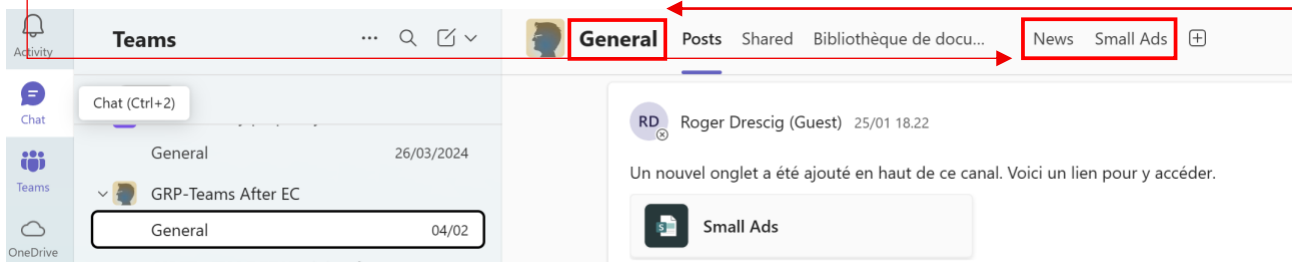 Activity
Chat
Teams
OneDrive
Teams
Chat (Ctrl+2)
General 26/03/2024
GRP-Teams After EC
General 04/02
General Posts Shared Bibliothèque de docu... News Small Ads
RD Roger Drescig (Guest) 25/01 18.22
Un nouvel onglet a été ajouté en haut de ce canal. Voici un lien pour y accéder.
Small Ads